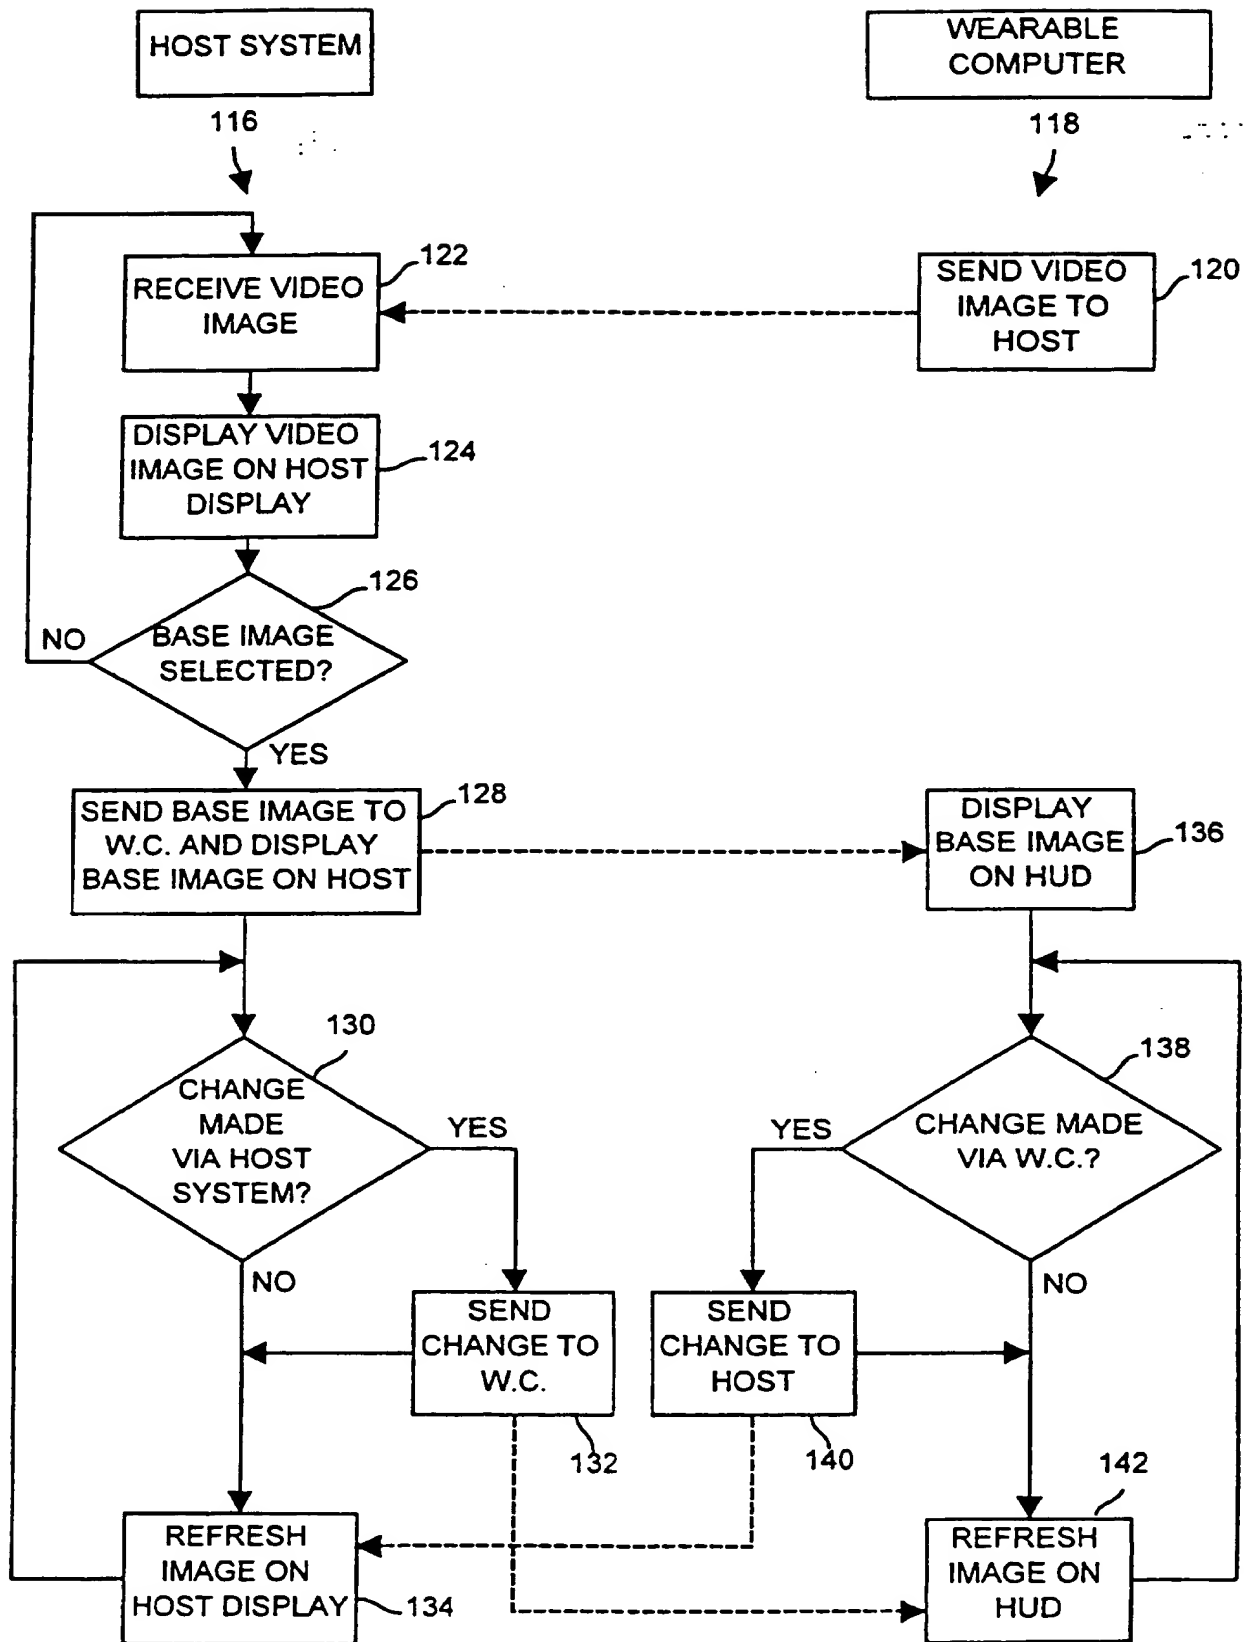 HOST SYSTEM
WEARABLE
COMPUTER
116
118
RECEIVE VIDEO
IMAGE
122
SEND VIDEO
IMAGE TO
HOST
120
DISPLAY VIDEO
IMAGE ON HOST
DISPLAY
124
BASE IMAGE
SELECTED?
126
NO
YES
SEND BASE IMAGE TO
W.C. AND DISPLAY
BASE IMAGE ON HOST
128
DISPLAY
BASE IMAGE
ON HUD
136
CHANGE
MADE
VIA HOST
SYSTEM?
130
YES
NO
CHANGE MADE
VIA W.C.?
138
YES
NO
SEND
CHANGE TO
W.C.
132
SEND
CHANGE TO
HOST
140
REFRESH
IMAGE ON
HOST DISPLAY
134
REFRESH
IMAGE ON
HUD
142